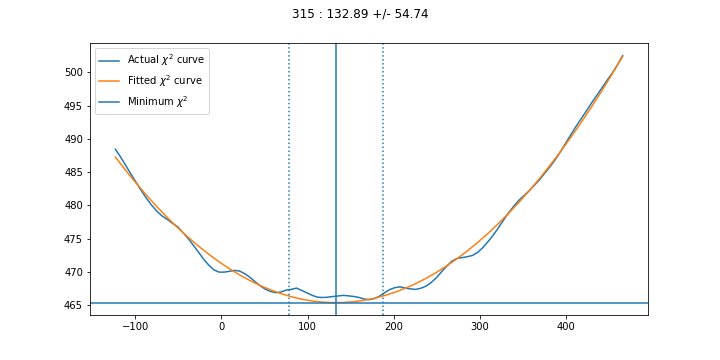 315 : 132.89 +/- 54.74
Actual χ² curve
Fitted χ² curve
Minimum χ²
500
495
490
485
480
475
470
465
−100 0 100 200 300 400